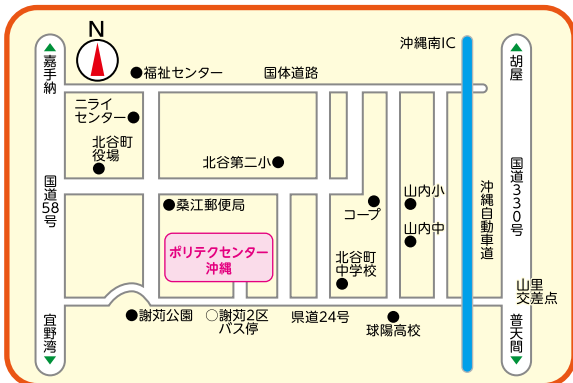 N
沖縄南IC
嘉手納
福祉センター
国体道路
胡屋
ニライ
センター
北谷町
役場
北谷第二小
国道58号
桑江郵便局
コープ
山内小
山内中
沖縄自動車道
国道330号
ポリテクセンター
沖縄
北谷町
中学校
山里
交差点
宜野湾
謝苅公園
謝苅2区
バス停
県道24号
球陽高校
普天間